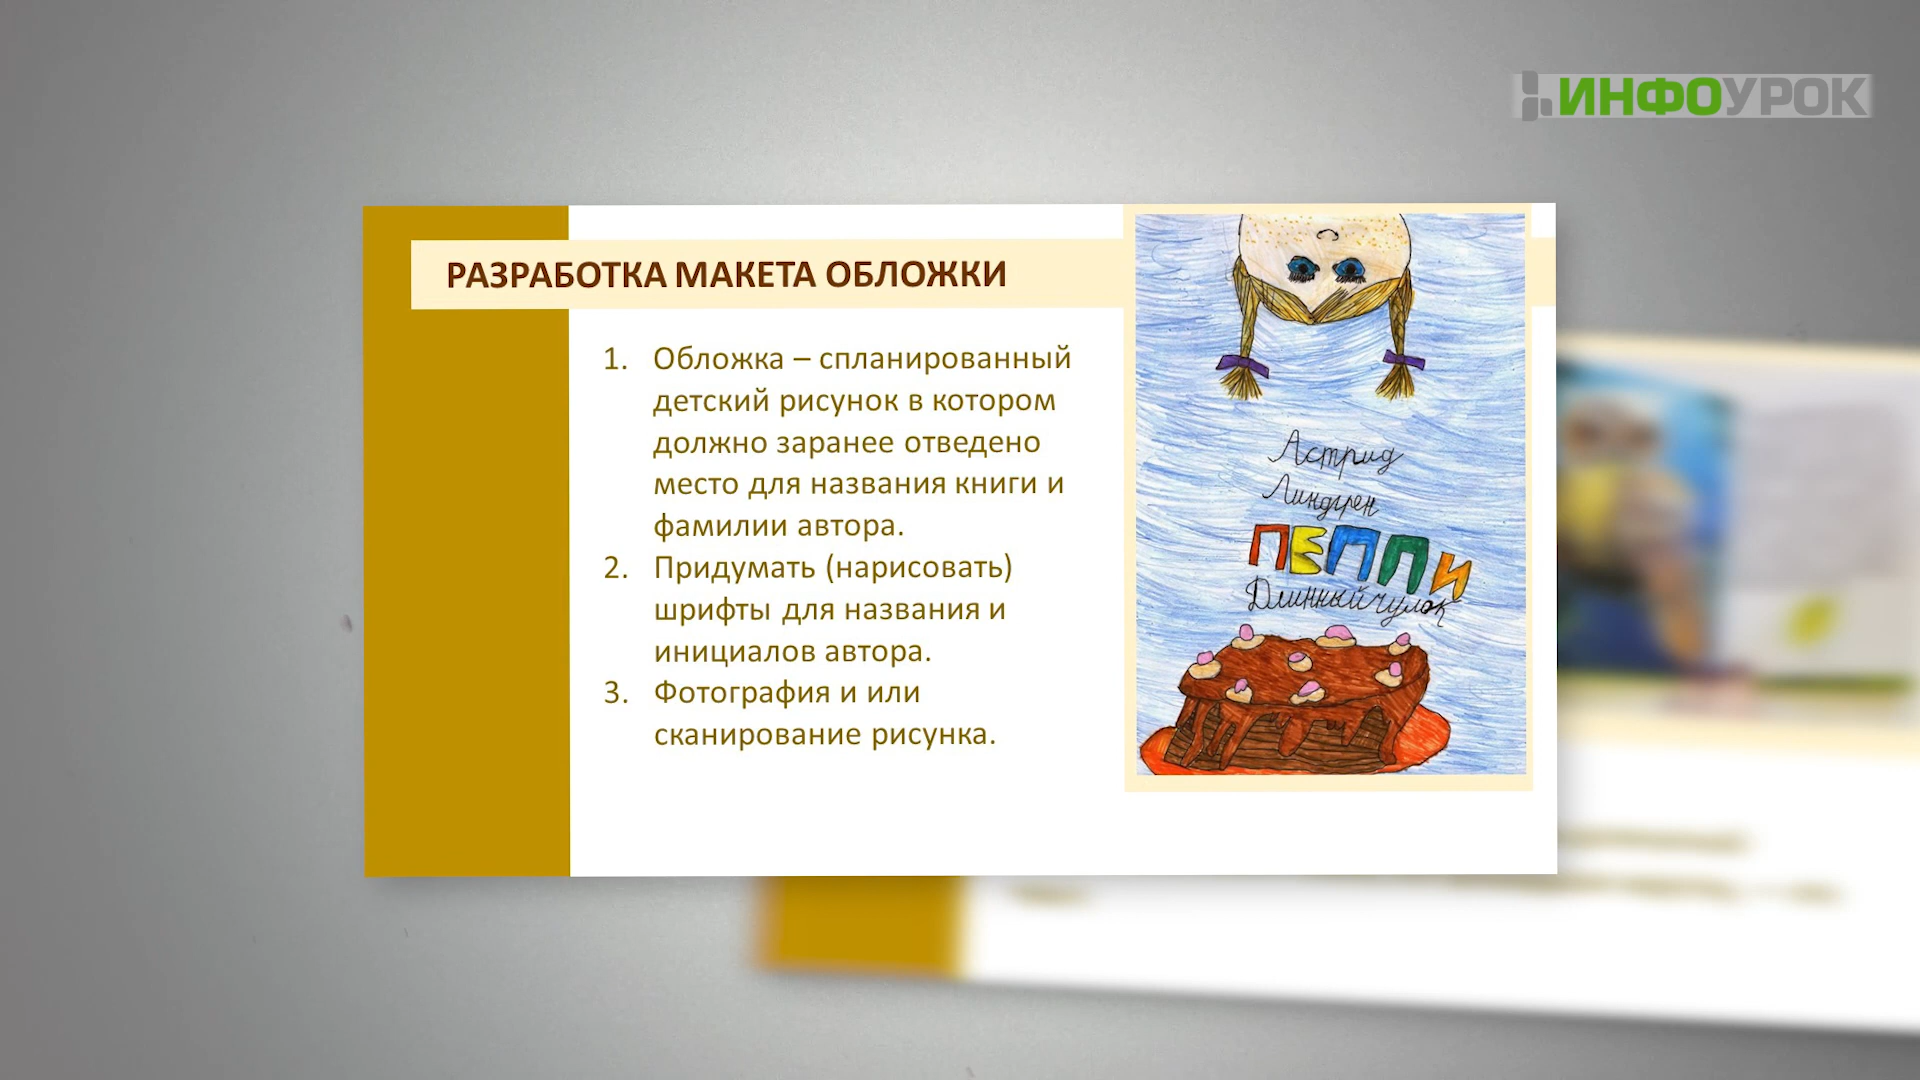 ИНФОУРОК
РАЗРАБОТКА МАКЕТА ОБЛОЖКИ
1. Обложка – спланированный
детский рисунок в котором
должно заранее отведено
место для названия книги и
фамилии автора.
2. Придумать (нарисовать)
шрифты для названия и
инициалов автора.
3. Фотография и или
сканирование рисунка.
Астрид
Линдгрен
ПЕППИ
Длинныйчулок